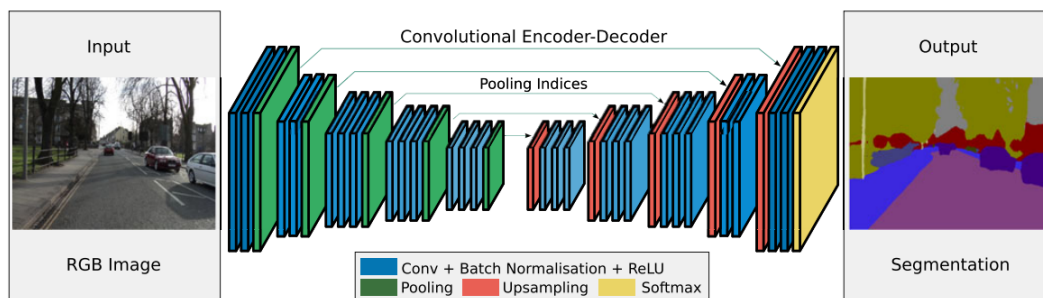 Input
RGB Image
Convolutional Encoder-Decoder
Pooling Indices
Conv + Batch Normalisation + ReLU
Pooling Upsampling Softmax
Output
Segmentation